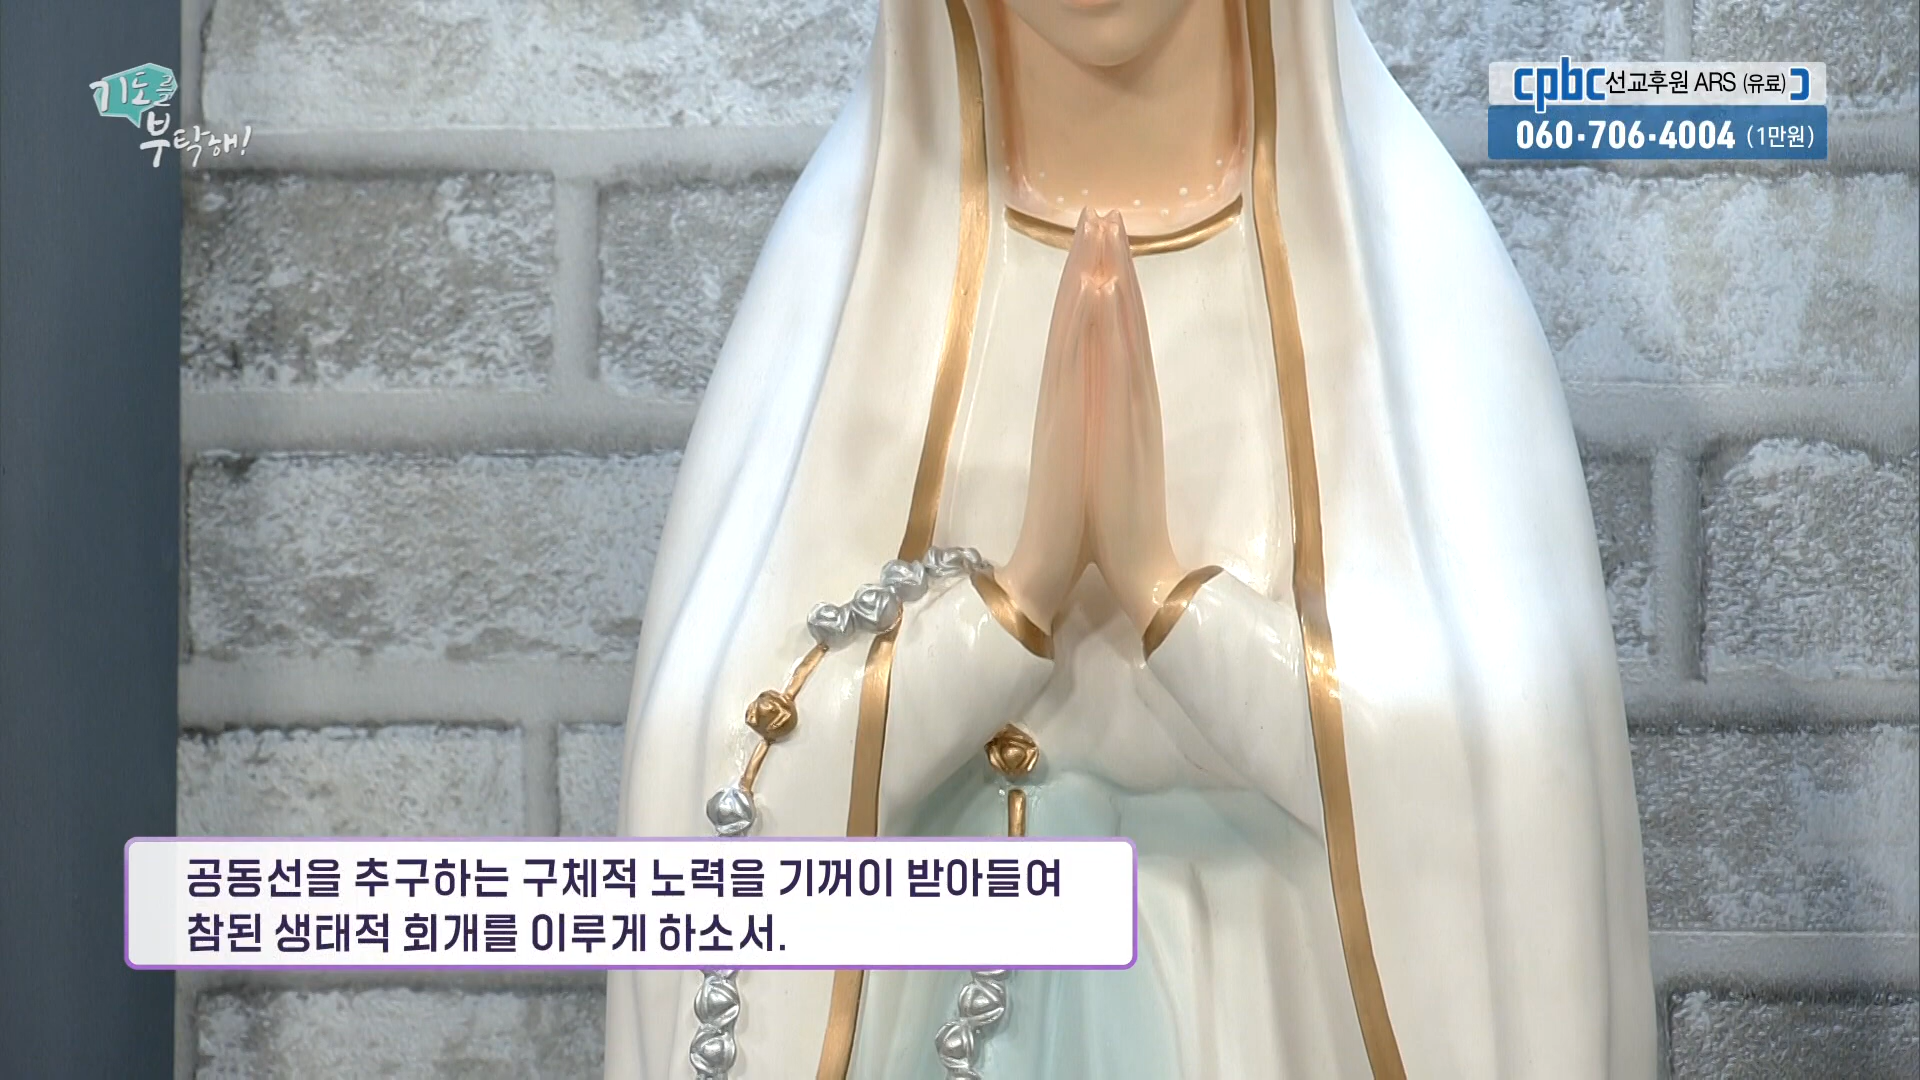 기도를
부탁해!
cpbc 선교후원 ARS (유료)
060·706·4004 (1만원)
공동선을 추구하는 구체적 노력을 기꺼이 받아들여
참된 생태적 회개를 이루게 하소서.